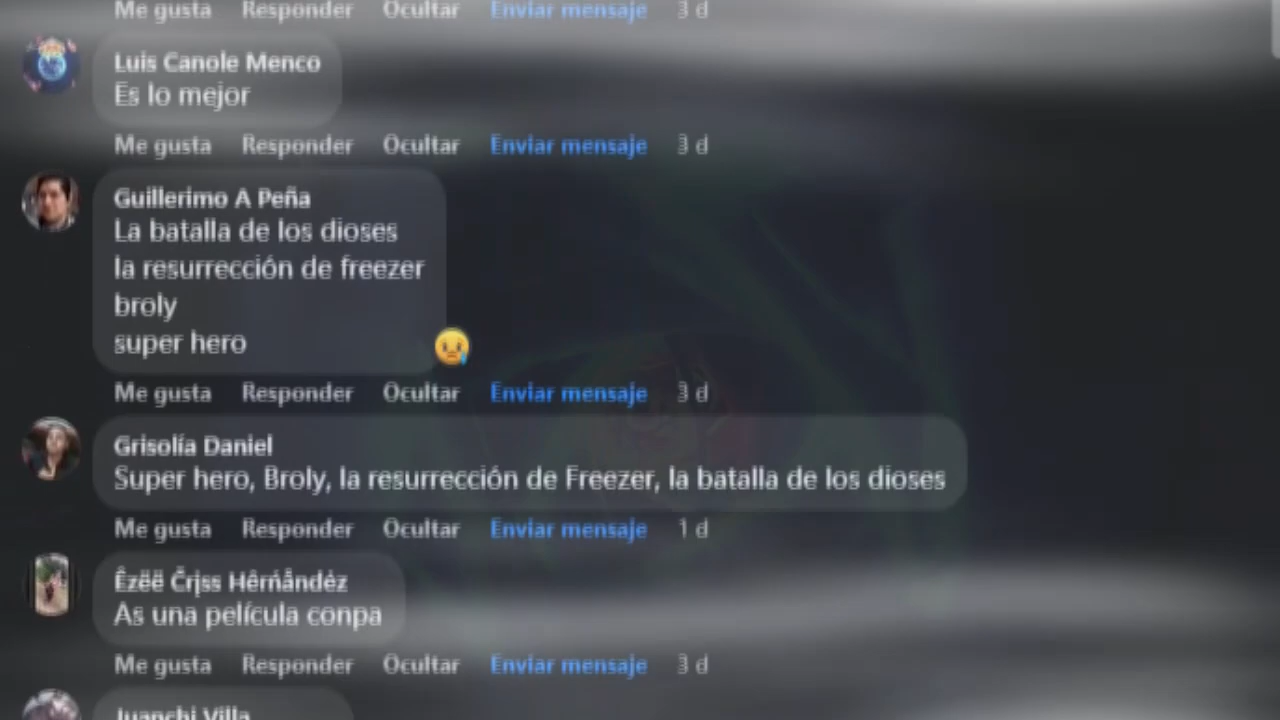 Me gusta Responder Ocultar Enviar mensaje 3 d
Luis Canole Menco
Es lo mejor
Me gusta Responder Ocultar Enviar mensaje 3 d
Guillerimo A Peña
La batalla de los dioses
la resurrección de freezer
broly
super hero
Me gusta Responder Ocultar Enviar mensaje 3 d
Grisolía Daniel
Super hero, Broly, la resurrección de Freezer, la batalla de los dioses
Me gusta Responder Ocultar Enviar mensaje 1 d
Êzëë Črjss Hêrńåndėz
As una película conpa
Me gusta Responder Ocultar Enviar mensaje 3 d
Juanchi Villa